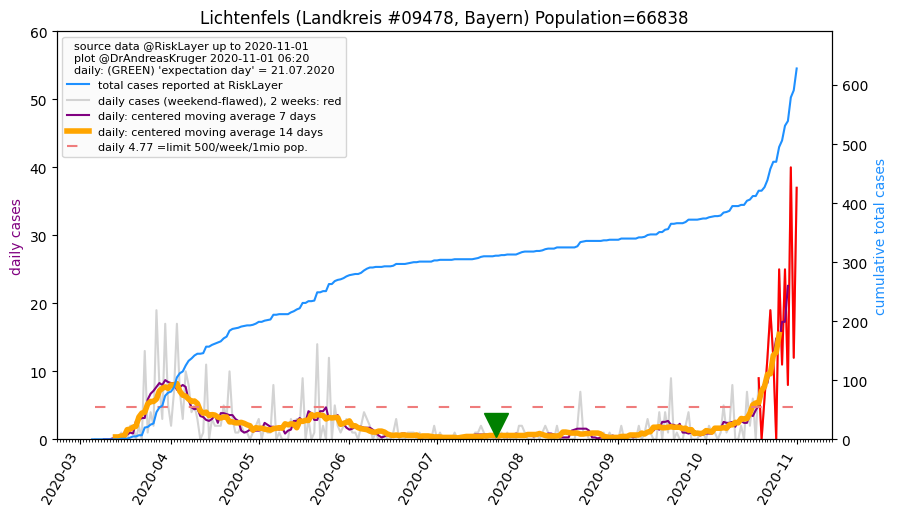 Lichtenfels (Landkreis #09478, Bayern) Population=66838
source data @RiskLayer up to 2020-11-01
plot @DrAndreasKruger 2020-11-01 06:20
daily: (GREEN) 'expectation day' = 21.07.2020
total cases reported at RiskLayer
daily cases (weekend-flawed), 2 weeks: red
daily: centered moving average 7 days
daily: centered moving average 14 days
daily 4.77 =limit 500/week/1mio pop.
daily cases
60
50
40
30
20
10
0
cumulative total cases
600
500
400
300
200
100
0
2020-03
2020-04
2020-05
2020-06
2020-07
2020-08
2020-09
2020-10
2020-11